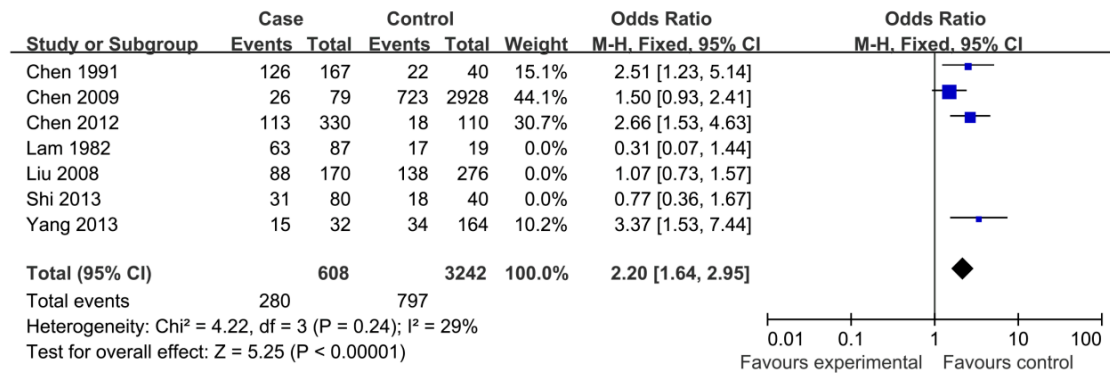 Case Control Odds Ratio Odds Ratio
Study or Subgroup Events Total Events Total Weight M-H, Fixed, 95% CI M-H, Fixed, 95% CI
Chen 1991 126 167 22 40 15.1% 2.51 [1.23, 5.14]
Chen 2009 26 79 723 2928 44.1% 1.50 [0.93, 2.41]
Chen 2012 113 330 18 110 30.7% 2.66 [1.53, 4.63]
Lam 1982 63 87 17 19 0.0% 0.31 [0.07, 1.44]
Liu 2008 88 170 138 276 0.0% 1.07 [0.73, 1.57]
Shi 2013 31 80 18 40 0.0% 0.77 [0.36, 1.67]
Yang 2013 15 32 34 164 10.2% 3.37 [1.53, 7.44]
Total (95% CI) 608 3242 100.0% 2.20 [1.64, 2.95]
Total events 280 797
Heterogeneity: Chi² = 4.22, df = 3 (P = 0.24); I² = 29%
Test for overall effect: Z = 5.25 (P < 0.00001)
0.01 0.1 1 10 100
Favours experimental Favours control